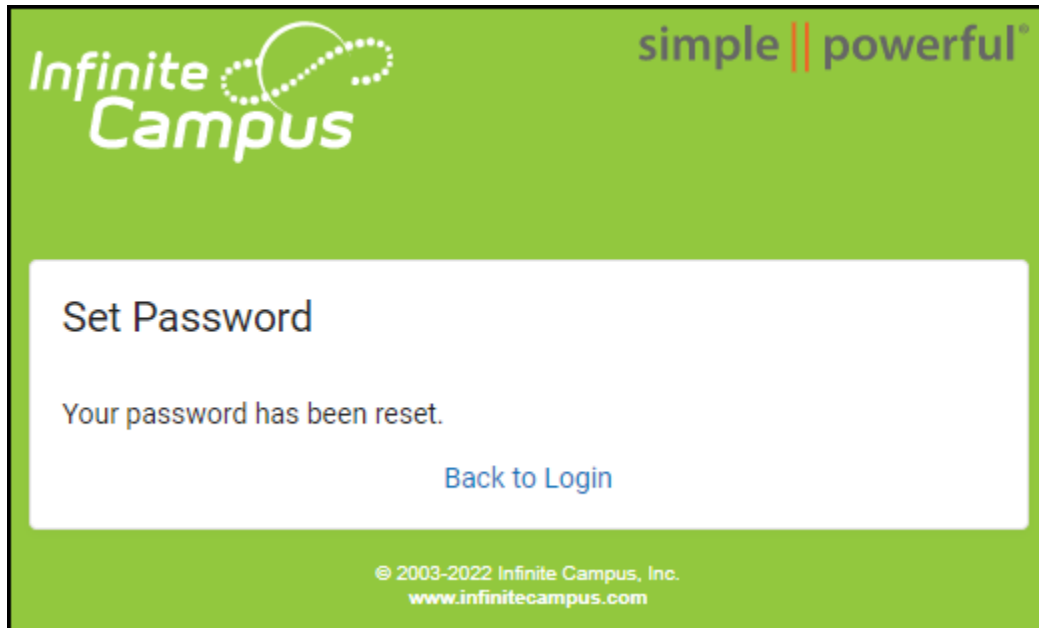 Infinite
Campus
simple || powerful®
Set Password
Your password has been reset.
Back to Login
© 2003-2022 Infinite Campus, Inc.
www.infinitecampus.com